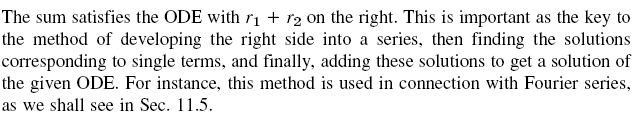 The sum satisfies the ODE with r₁ + r₂ on the right. This is important as the key to
the method of developing the right side into a series, then finding the solutions
corresponding to single terms, and finally, adding these solutions to get a solution of
the given ODE. For instance, this method is used in connection with Fourier series,
as we shall see in Sec. 11.5.